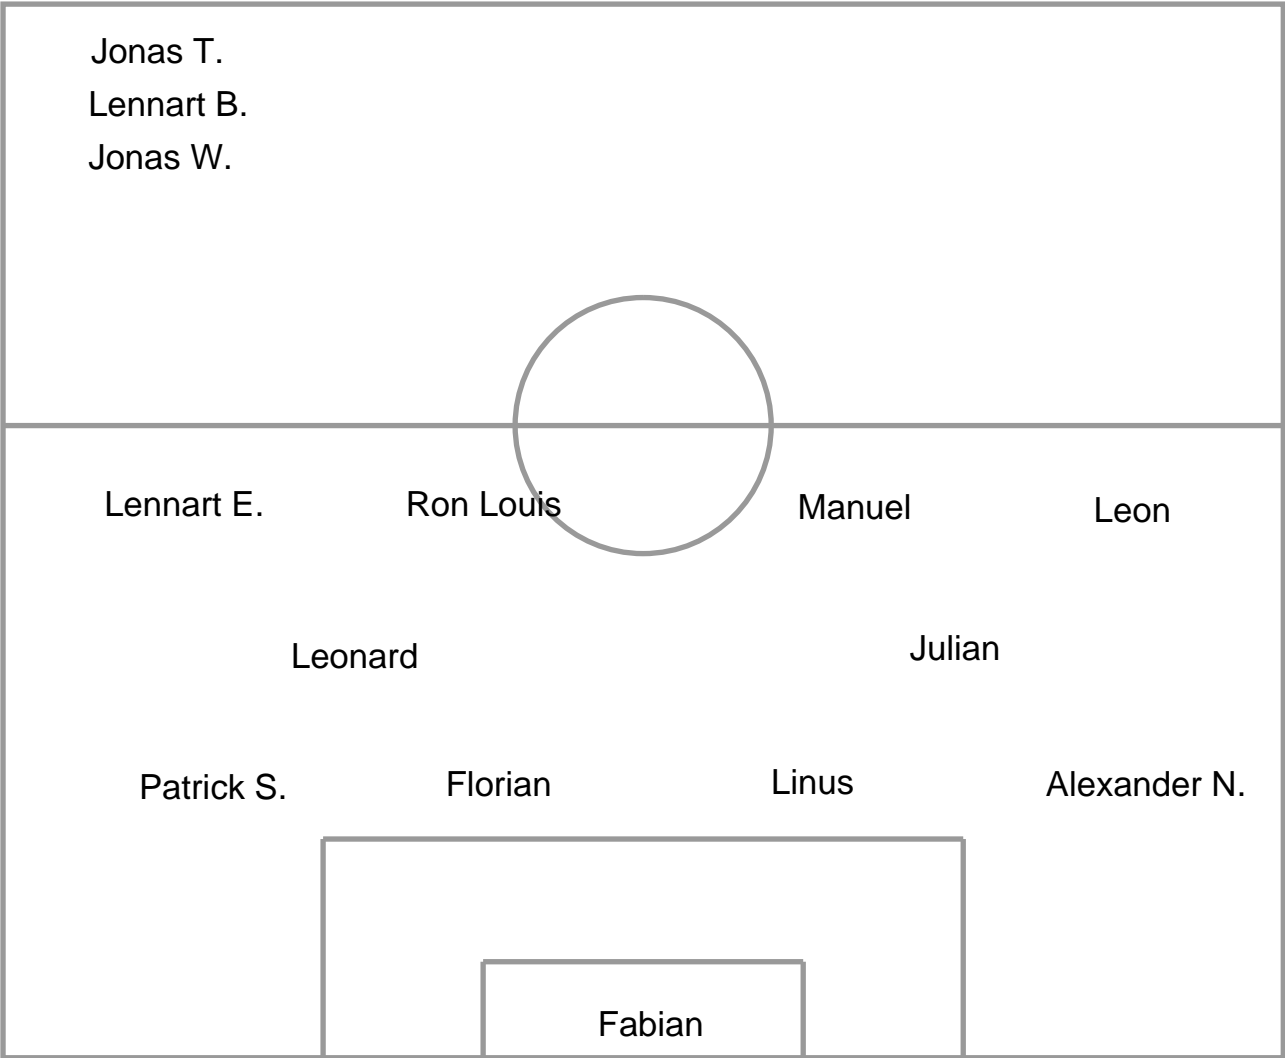 Jonas T.
Lennart B.
Jonas W.
Lennart E.
Ron Louis
Manuel
Leon
Leonard
Julian
Patrick S.
Florian
Linus
Alexander N.
Fabian